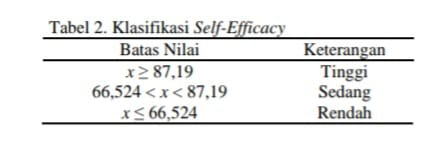 Tabel 2. Klasifikasi Self-Efficacy
Batas Nilai Keterangan
x ≥ 87,19 Tinggi
66,524 < x < 87,19 Sedang
x ≤ 66,524 Rendah